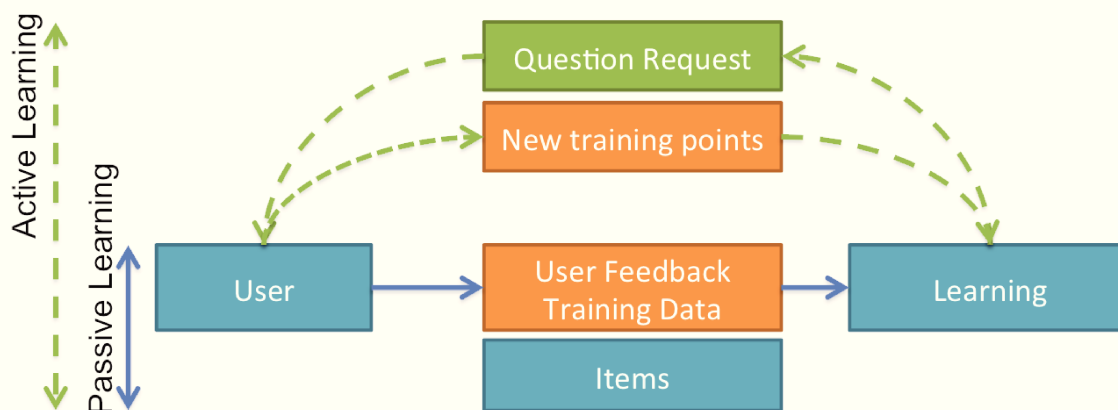 Active Learning
Passive Learning
Question Request
New training points
User
User Feedback
Training Data
Learning
Items